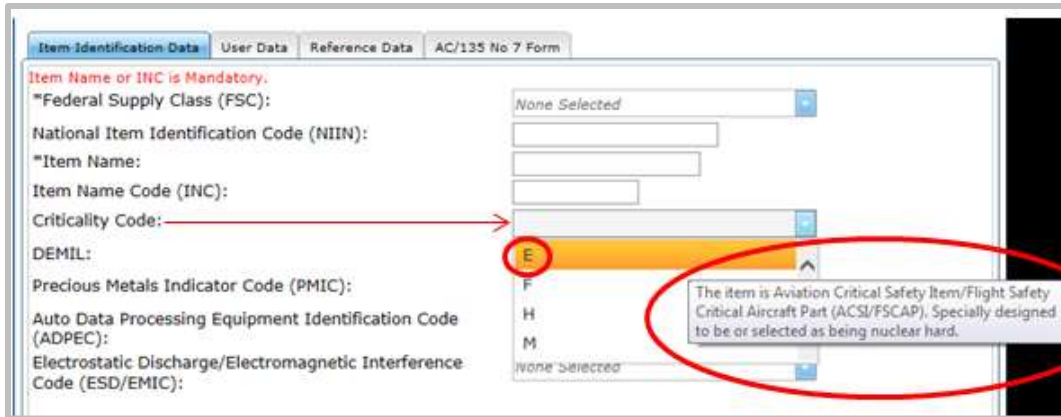 Item Identification Data User Data Reference Data AC/135 No 7 Form
Item Name or INC is Mandatory.
*Federal Supply Class (FSC): None Selected
National Item Identification Code (NIIN):
*Item Name:
Item Name Code (INC):
Criticality Code:
DEMIL: E
Precious Metals Indicator Code (PMIC): F
H
M
Auto Data Processing Equipment Identification Code
(ADPEC):
Electrostatic Discharge/Electromagnetic Interference
Code (ESD/EMIC):
None Selected
The item is Aviation Critical Safety Item/Flight Safety
Critical Aircraft Part (ACSI/FSCAP). Specially designed
to be or selected as being nuclear hard.